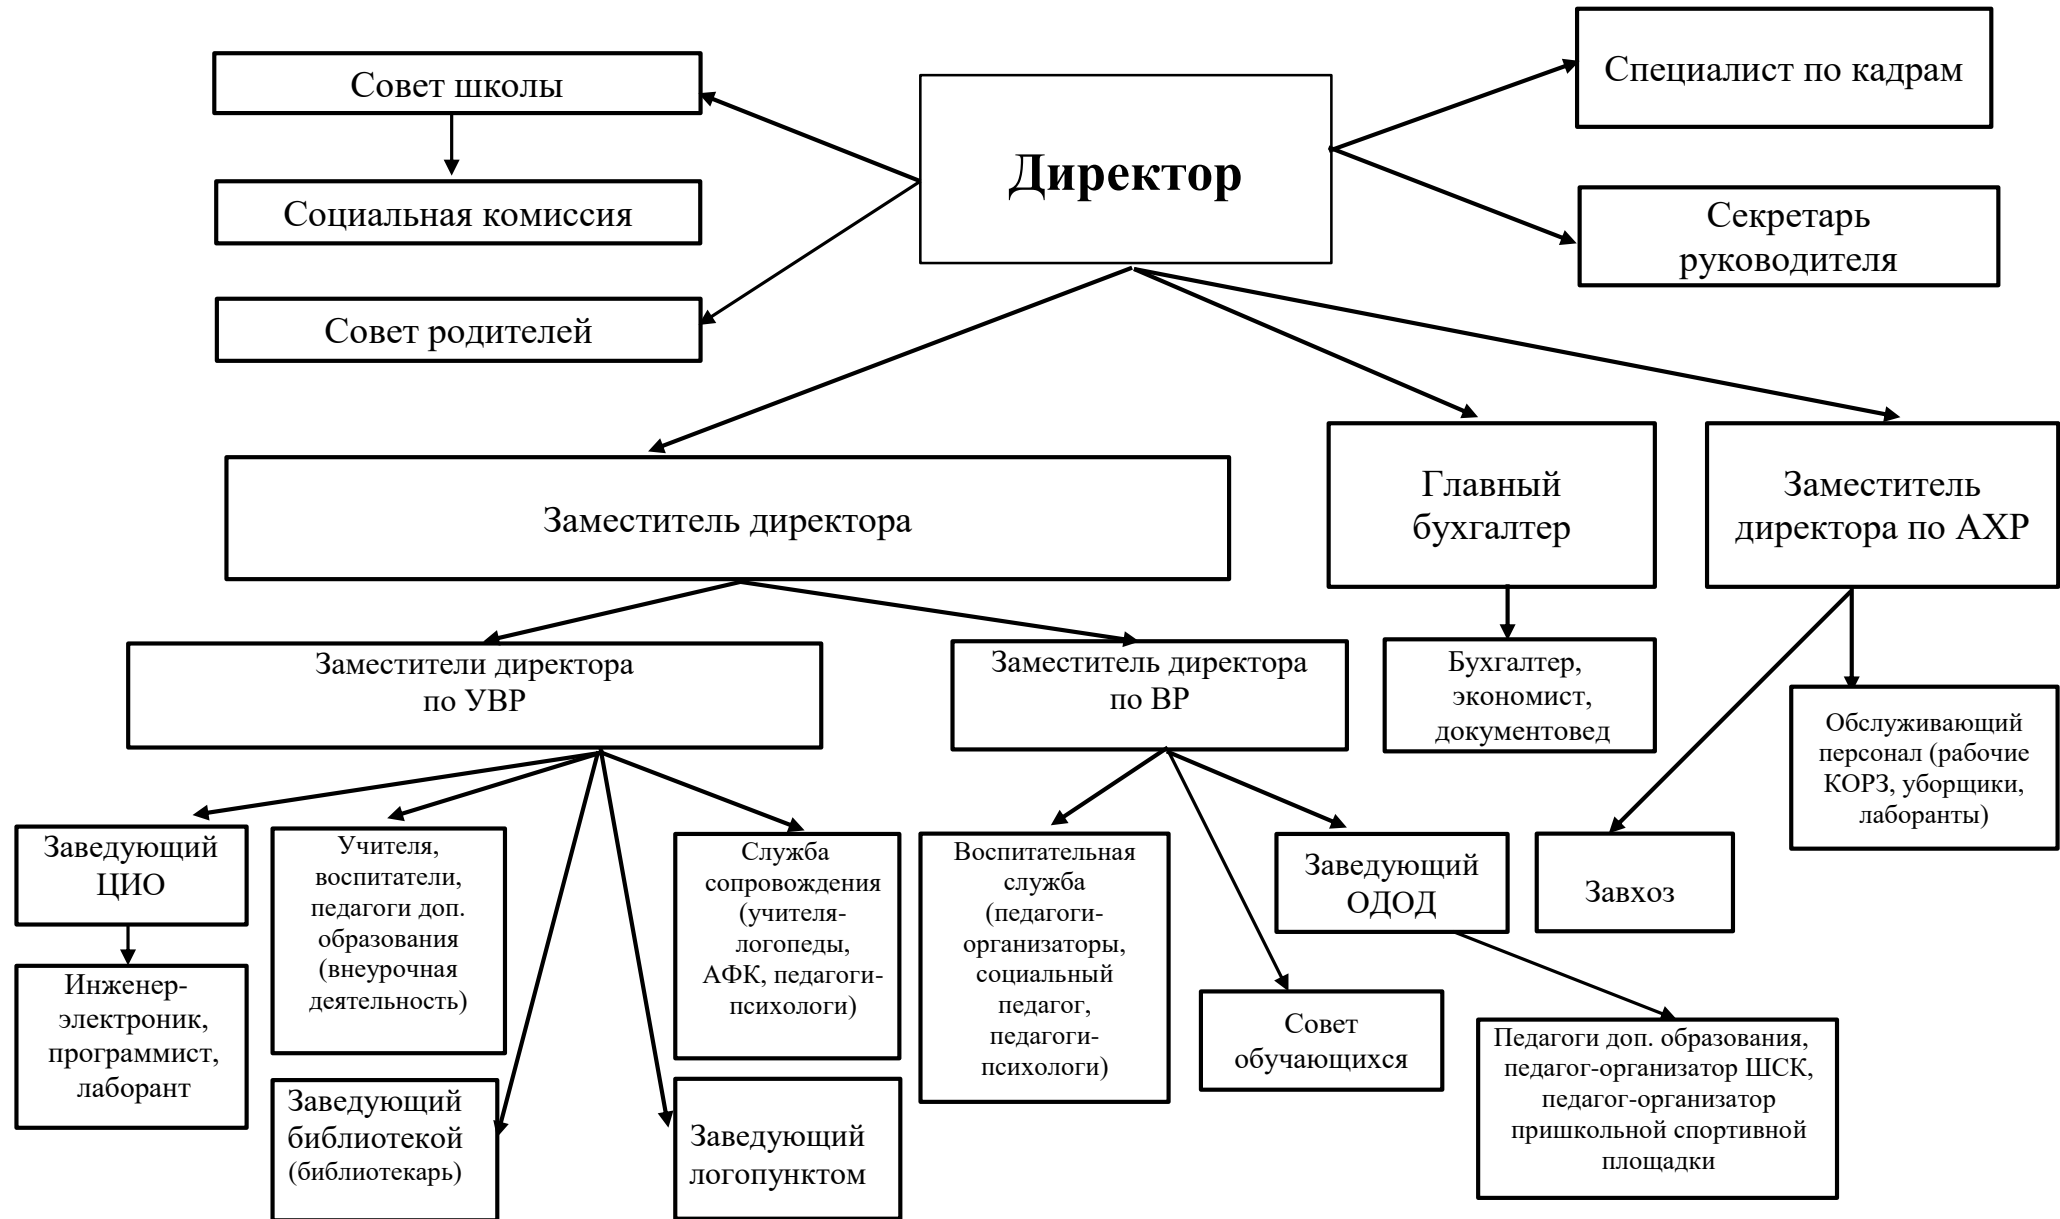 Совет школы
Социальная комиссия
Совет родителей
Директор
Специалист по кадрам
Секретарь
руководителя
Заместитель директора
Главный
бухгалтер
Заместитель
директора по АХР
Заместители директора
по УВР
Заместитель директора
по ВР
Бухгалтер,
экономист,
документовед
Обслуживающий
персонал (рабочие
КОРЗ, уборщики,
лаборанты)
Заведующий
ЦИО
Учителя,
воспитатели,
педагоги доп.
образования
(внеурочная
деятельность)
Служба
сопровождения
(учителя-
логопеды,
АФК, педагоги-
психологи)
Воспитательная
служба
(педагоги-
организаторы,
социальный
педагог,
педагоги-
психологи)
Заведующий
ОДОД
Завхоз
Инженер-
электроник,
программист,
лаборант
Совет
обучающихся
Педагоги доп. образования,
педагог-организатор ШСК,
педагог-организатор
пришкольной спортивной
площадки
Заведующий
библиотекой
(библиотекарь)
Заведующий
логопунктом